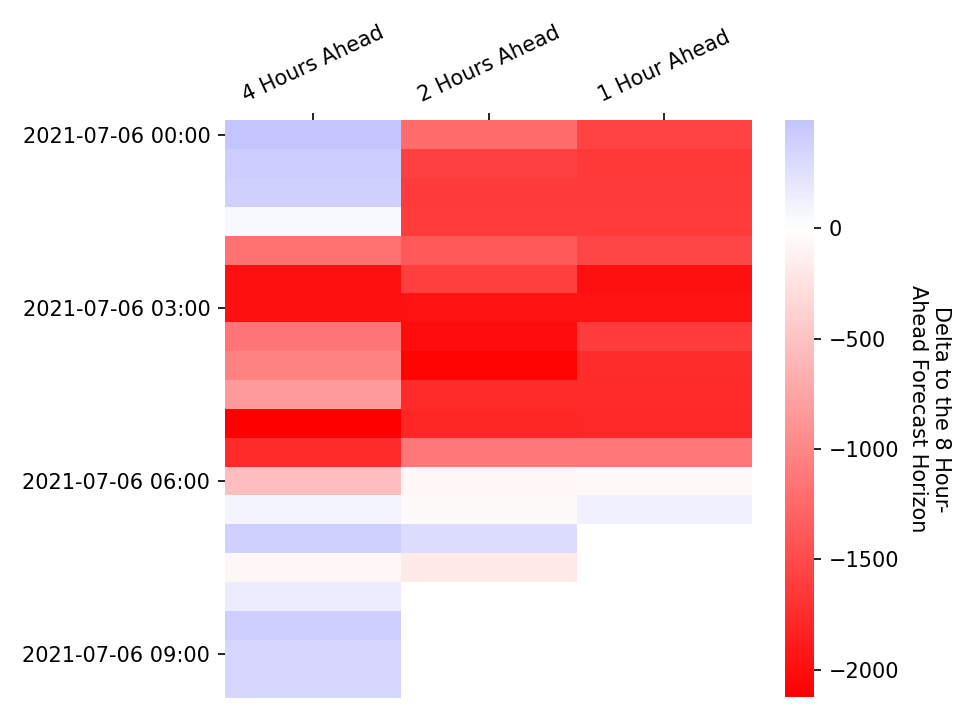 4 Hours Ahead
2 Hours Ahead
1 Hour Ahead
2021-07-06 00:00
2021-07-06 03:00
2021-07-06 06:00
2021-07-06 09:00
0
−500
−1000
−1500
−2000
Delta to the 8 Hour-
Ahead Forecast Horizon